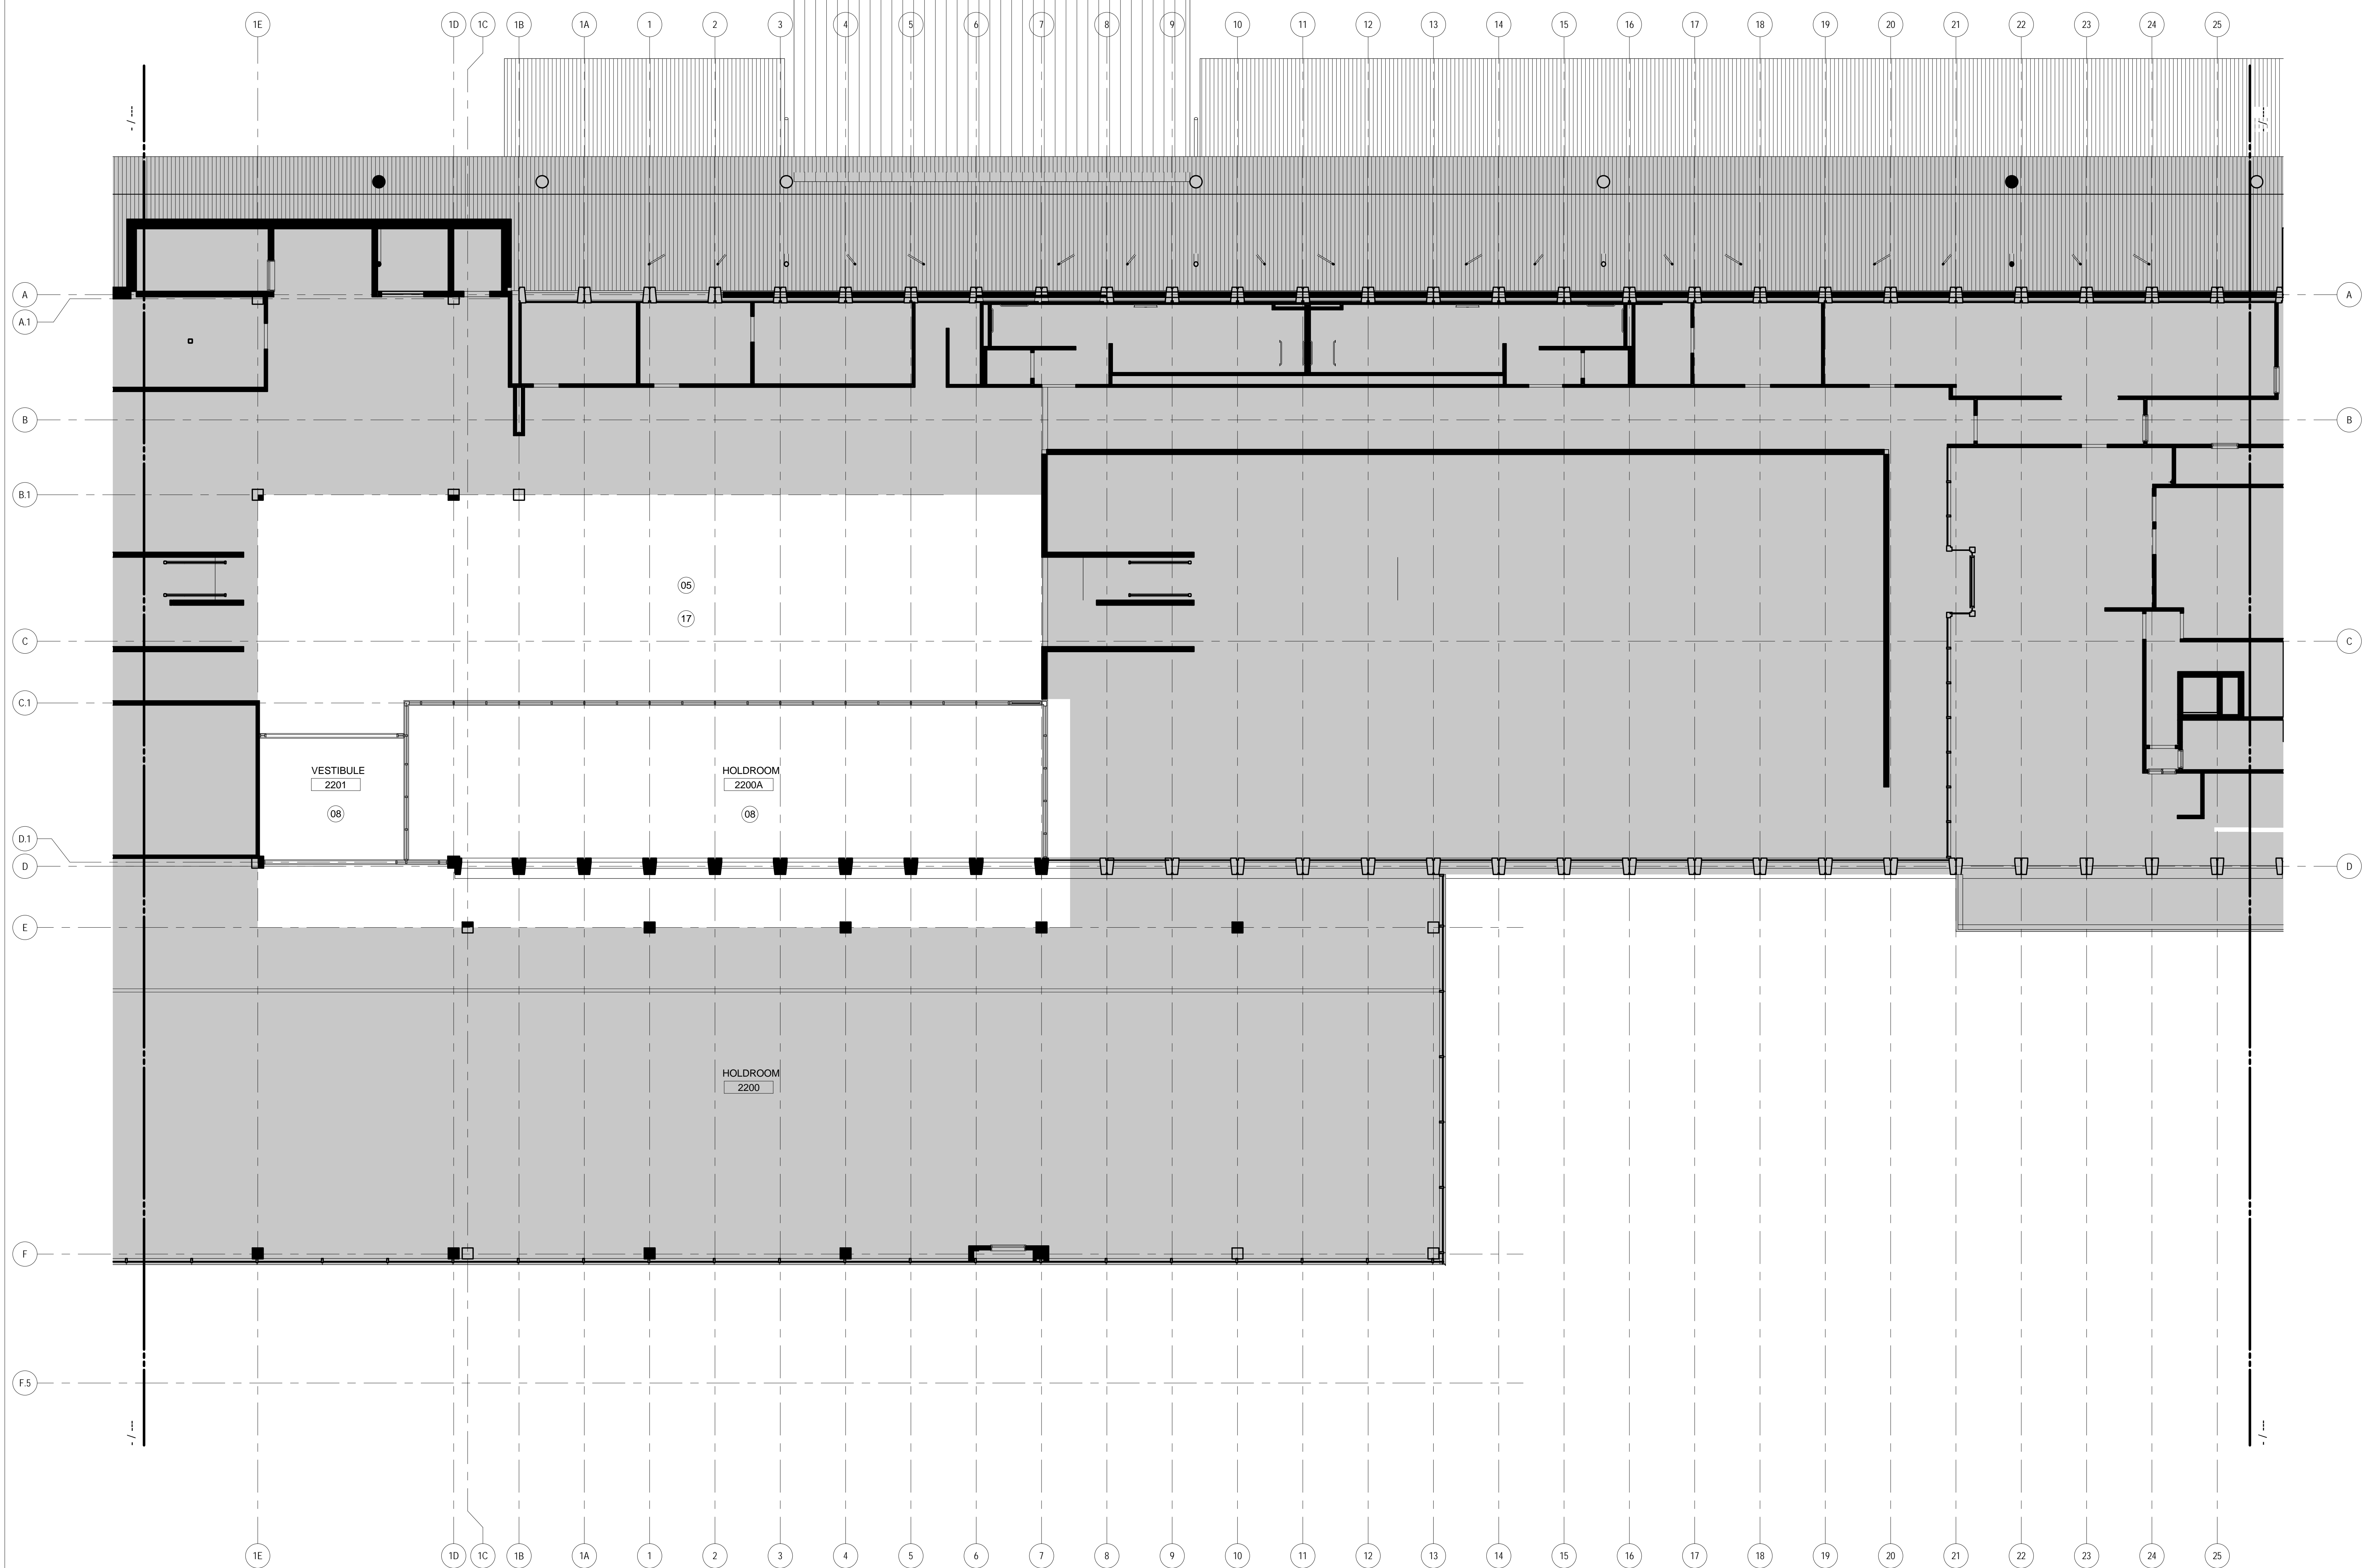 1E 1D 1C 1B 1A 1 2 3 4 5 6 7 8 9 10 11 12 13 14 15 16 17 18 19 20 21 22 23 24 25
- / --- - / ---
A A
A.1
B B
B.1
05
17
C C
C.1
VESTIBULE HOLDROOM
2201 2200A
08 08
D.1
D D
E
HOLDROOM
2200
F
F.5
- / --- - / ---
1E 1D 1C 1B 1A 1 2 3 4 5 6 7 8 9 10 11 12 13 14 15 16 17 18 19 20 21 22 23 24 25